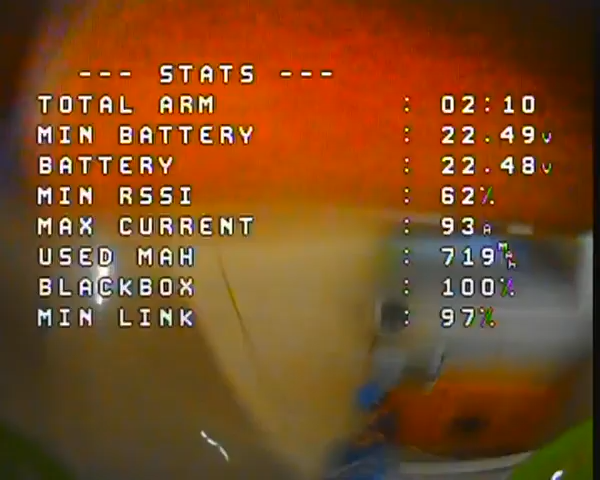 --- STATS ---
TOTAL ARM : 02:10
MIN BATTERY : 22.49V
BATTERY : 22.48V
MIN RSSI : 62%
MAX CURRENT : 93A
USED MAH : 719MAH
BLACKBOX : 100%
MIN LINK : 97%